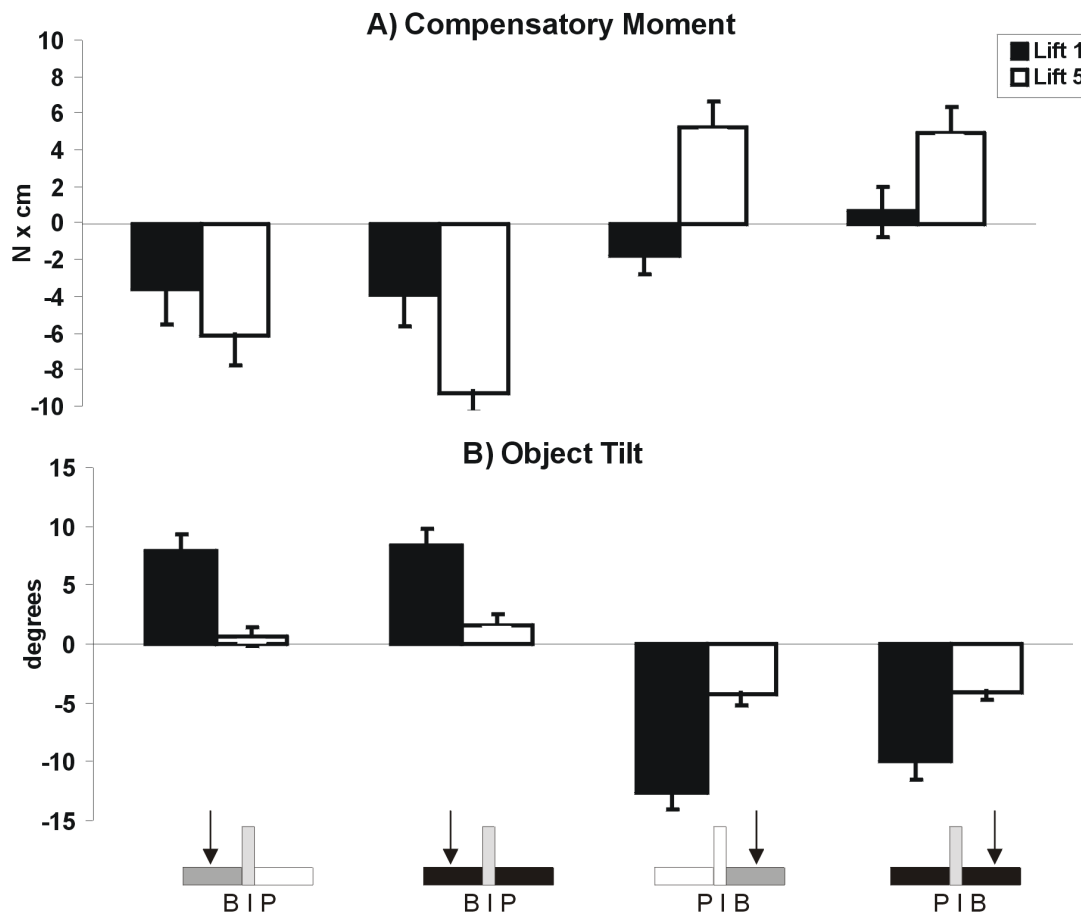 A) Compensatory Moment
Lift 1
Lift 5
N x cm
10
8
6
4
2
0
-2
-4
-6
-8
-10
B) Object Tilt
degrees
15
10
5
0
-5
-10
-15
B I P
B I P
P I B
P I B